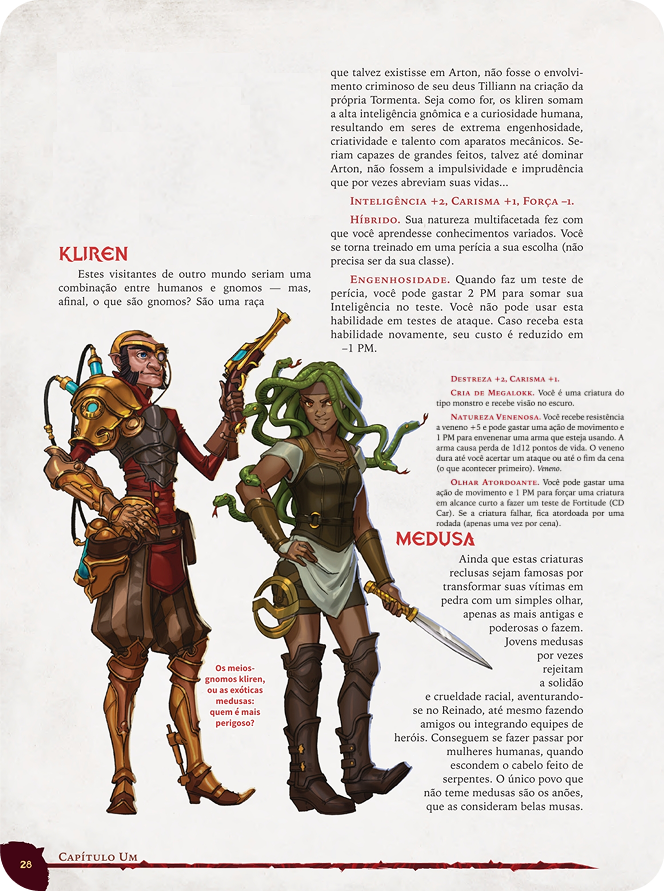 KLIREN
Estes visitantes de outro mundo seriam uma
combinação entre humanos e gnomos — mas,
afinal, o que são gnomos? São uma raça
que talvez existisse em Arton, não fosse o envolvi-
mento criminoso de seu deus Tilliann na criação da
própria Tormenta. Seja como for, os kliren somam
a alta inteligência gnômica e a curiosidade humana,
resultando em seres de extrema engenhosidade,
criatividade e talento com aparatos mecânicos. Se-
riam capazes de grandes feitos, talvez até dominar
Arton, não fossem a impulsividade e imprudência
que por vezes abreviam suas vidas...
Inteligência +2, Carisma +1, Força –1.
Híbrido. Sua natureza multifacetada fez com
que você aprendesse conhecimentos variados. Você
se torna treinado em uma perícia a sua escolha (não
precisa ser da sua classe).
Engenhosidade. Quando faz um teste de
perícia, você pode gastar 2 PM para somar sua
Inteligência no teste. Você não pode usar esta
habilidade em testes de ataque. Caso receba esta
habilidade novamente, seu custo é reduzido em
–1 PM.
Destreza +2, Carisma +1.
Cria de Megalokk. Você é uma criatura do
tipo monstro e recebe visão no escuro.
Natureza Venenosa. Você recebe resistência
a veneno +5 e pode gastar uma ação de movimento e
1 PM para envenenar uma arma que esteja usando. A
arma causa perda de 1d12 pontos de vida. O veneno
dura até você acertar um ataque ou até o fim da cena
(o que acontecer primeiro). Veneno.
Olhar Atordoante. Você pode gastar uma
ação de movimento e 1 PM para forçar uma criatura
em alcance curto a fazer um teste de Fortitude (CD
Car). Se a criatura falhar, fica atordoada por uma
rodada (apenas uma vez por cena).
MEDUSA
Ainda que estas criaturas
reclusas sejam famosas por
transformar suas vítimas em
pedra com um simples olhar,
apenas as mais antigas e
poderosas o fazem.
Jovens medusas
por vezes
rejeitam
a solidão
e crueldade racial, aventurando-
se no Reinado, até mesmo fazendo
amigos ou integrando equipes de
heróis. Conseguem se fazer passar por
mulheres humanas, quando
escondem o cabelo feito de
serpentes. O único povo que
não teme medusas são os anões,
que as consideram belas musas.
Os meios-
gnomos kliren,
ou as exóticas
medusas:
quem é mais
perigoso?
28
Capítulo Um